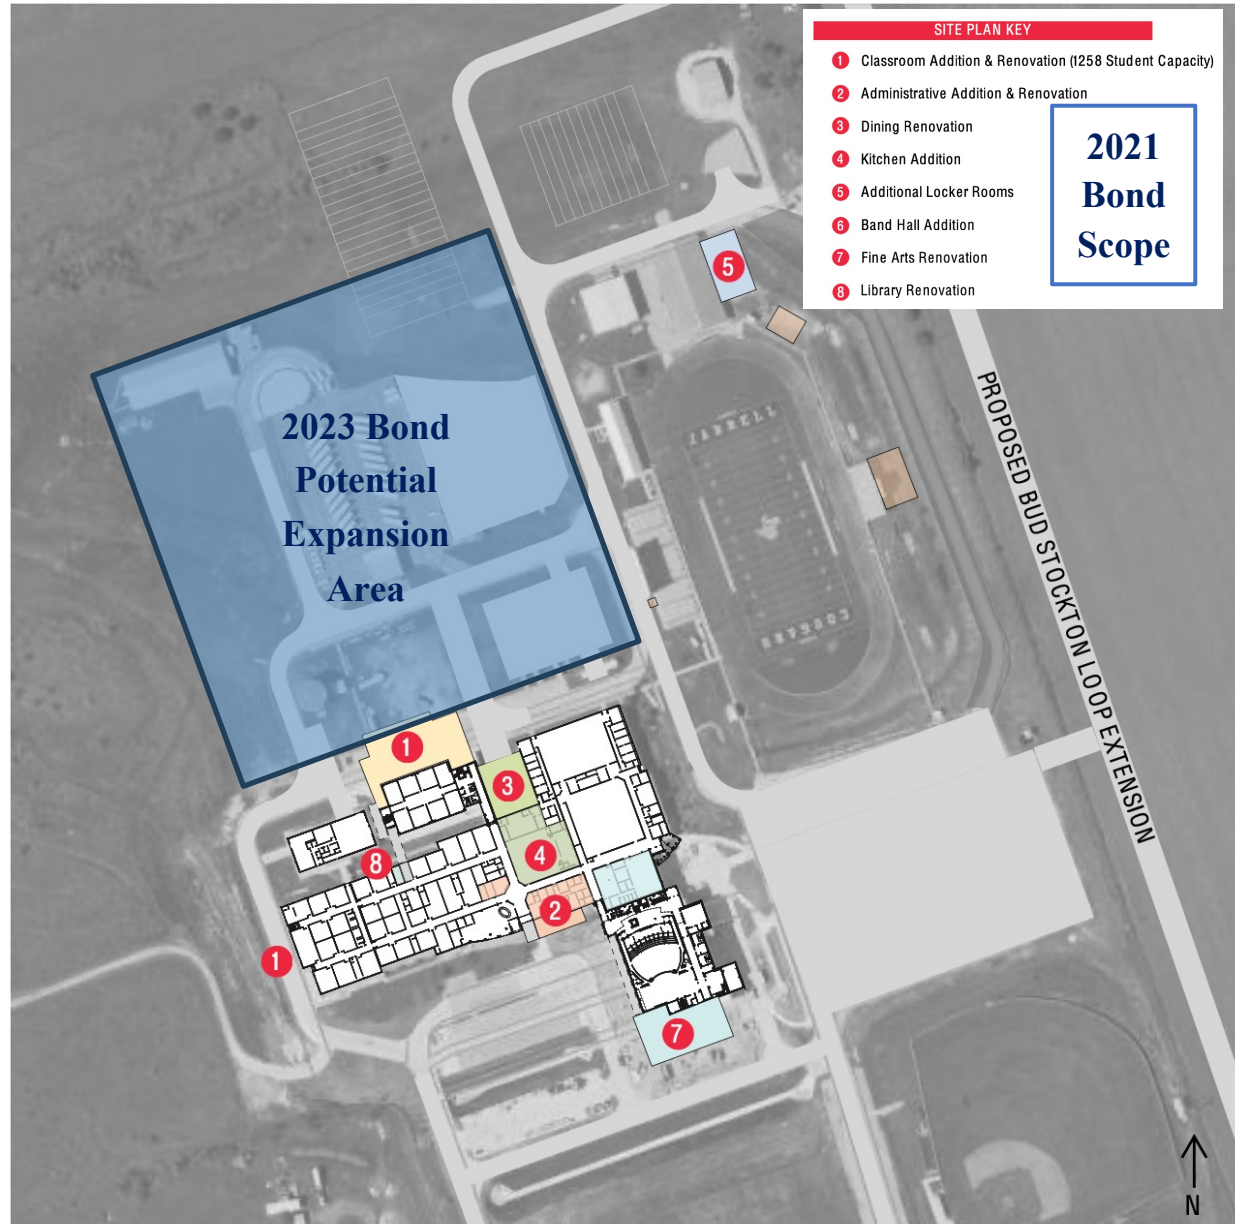 SITE PLAN KEY
1 Classroom Addition & Renovation (1258 Student Capacity)
2 Administrative Addition & Renovation
3 Dining Renovation
4 Kitchen Addition
5 Additional Locker Rooms
6 Band Hall Addition
7 Fine Arts Renovation
8 Library Renovation
2021
Bond
Scope
5
2023 Bond
Potential
Expansion
Area
PROPOSED BUD STOCKTON LOOP EXTENSION
COUGARS
1
3
4
8
2
1
7
N